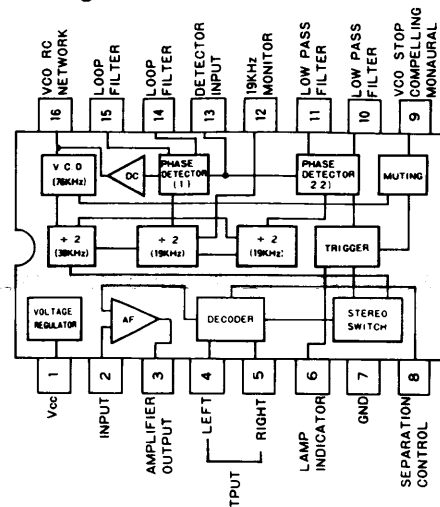 VCO RC
NETWORK
LOOP
FILTER
LOOP
FILTER
DETECTOR
INPUT
19KHz
MONITOR
LOW PASS
FILTER
LOW PASS
FILTER
VCO STOP
COMPELLING
MONAURAL
16
15
14
13
12
11
10
9
V C O
(76KHz)
DC
PHASE
DETECTOR
(1)
PHASE
DETECTOR
22)
MUTING
÷ 2
(38KHz)
÷ 2
(19KHz)
÷ 2
(19KHz)
TRIGGER
VOLTAGE
REGULATOR
AF
DECODER
STEREO
SWITCH
1
2
3
4
5
6
7
8
Vcc
INPUT
AMPLIFIER
OUTPUT
LEFT
RIGHT
TPUT
LAMP
INDICATOR
GND
SEPARATION
CONTROL